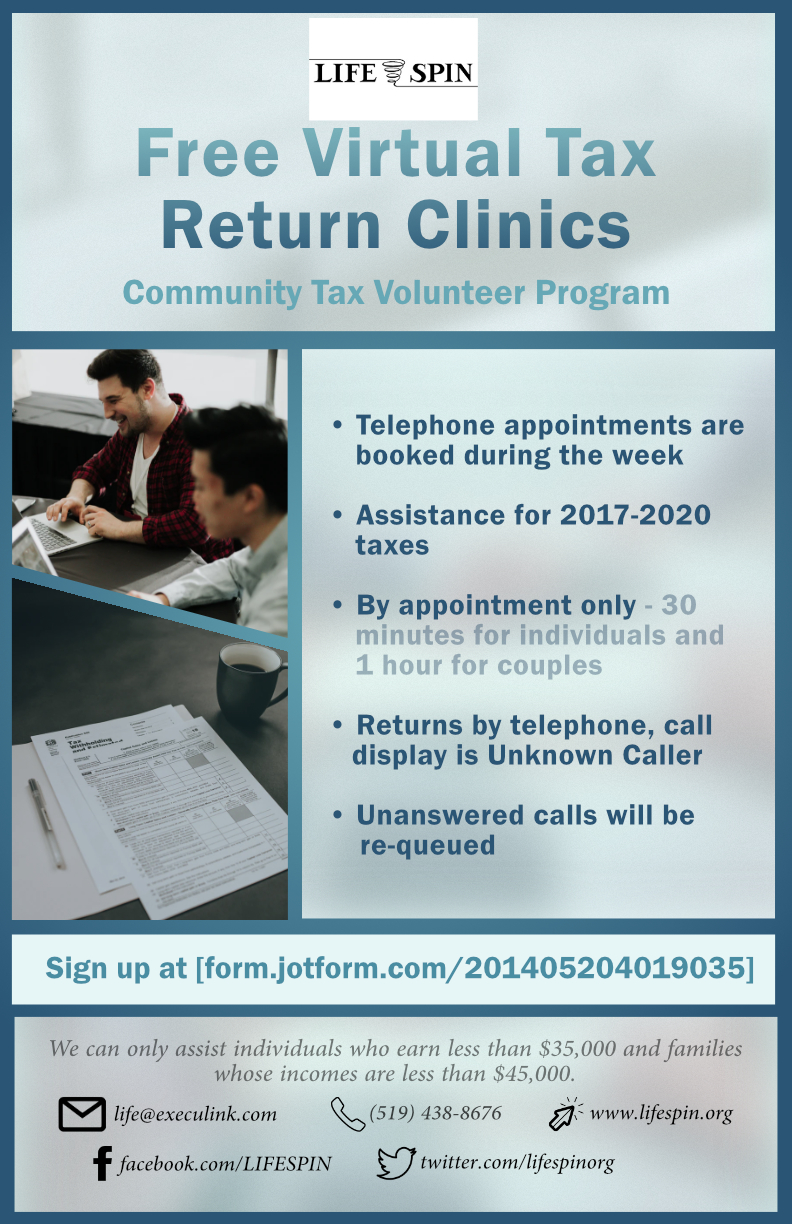 LIFE SPIN
Free Virtual Tax
Return Clinics
Community Tax Volunteer Program
• Telephone appointments are
booked during the week
• Assistance for 2017-2020
taxes
• By appointment only - 30
minutes for individuals and
1 hour for couples
• Returns by telephone, call
display is Unknown Caller
• Unanswered calls will be
re-queued
Tax
Withholding
Sign up at [form.jotform.com/201405204019035]
We can only assist individuals who earn less than $35,000 and families
whose incomes are less than $45,000.
life@execulink.com (519) 438-8676 www.lifespin.org
facebook.com/LIFESPIN twitter.com/lifespinorg